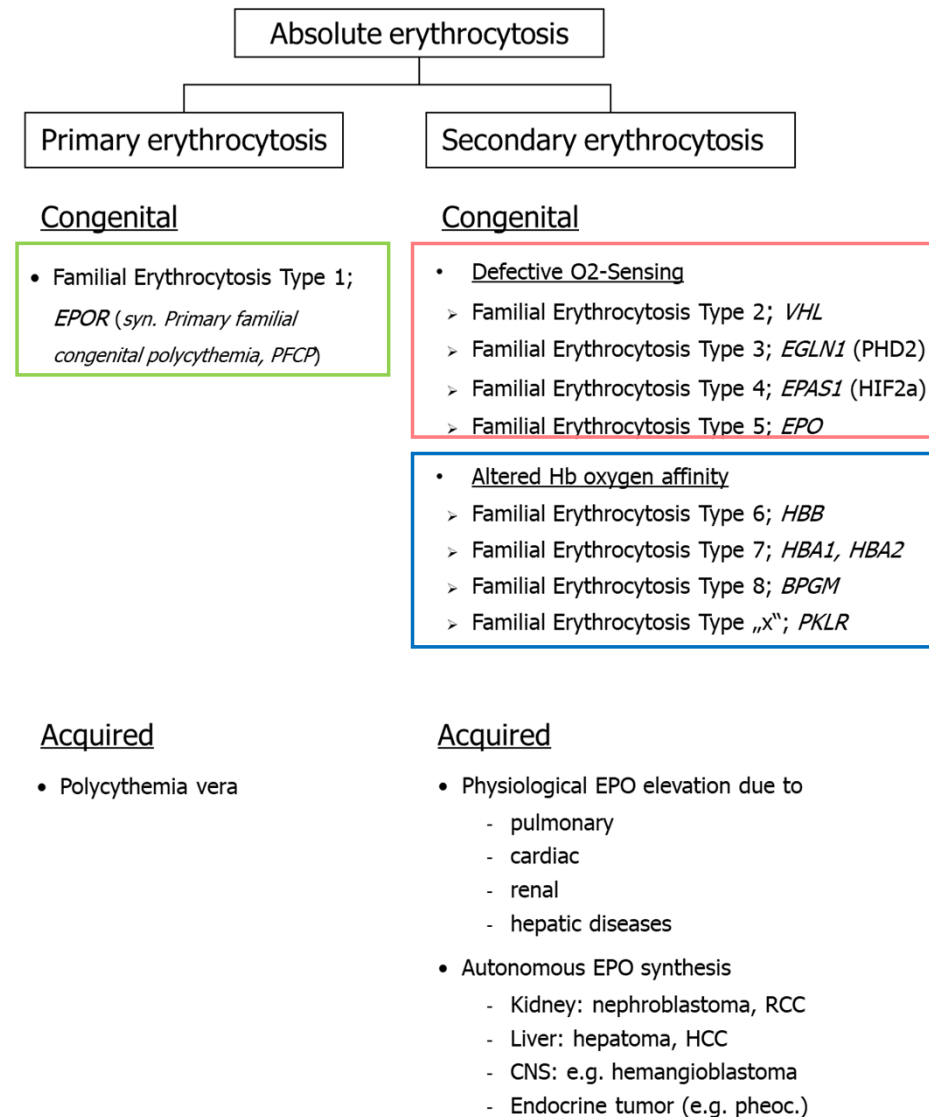 Absolute erythrocytosis
Primary erythrocytosis
Secondary erythrocytosis
Congenital
• Familial Erythrocytosis Type 1;
EPOR (syn. Primary familial
congenital polycythemia, PFCP)
Congenital
• Defective O2-Sensing
➢ Familial Erythrocytosis Type 2; VHL
➢ Familial Erythrocytosis Type 3; EGLN1 (PHD2)
➢ Familial Erythrocytosis Type 4; EPAS1 (HIF2a)
➢ Familial Erythrocytosis Type 5; EPO
• Altered Hb oxygen affinity
➢ Familial Erythrocytosis Type 6; HBB
➢ Familial Erythrocytosis Type 7; HBA1, HBA2
➢ Familial Erythrocytosis Type 8; BPGM
➢ Familial Erythrocytosis Type „x“; PKLR
Acquired
• Polycythemia vera
Acquired
• Physiological EPO elevation due to
- pulmonary
- cardiac
- renal
- hepatic diseases
• Autonomous EPO synthesis
- Kidney: nephroblastoma, RCC
- Liver: hepatoma, HCC
- CNS: e.g. hemangioblastoma
- Endocrine tumor (e.g. pheoc.)